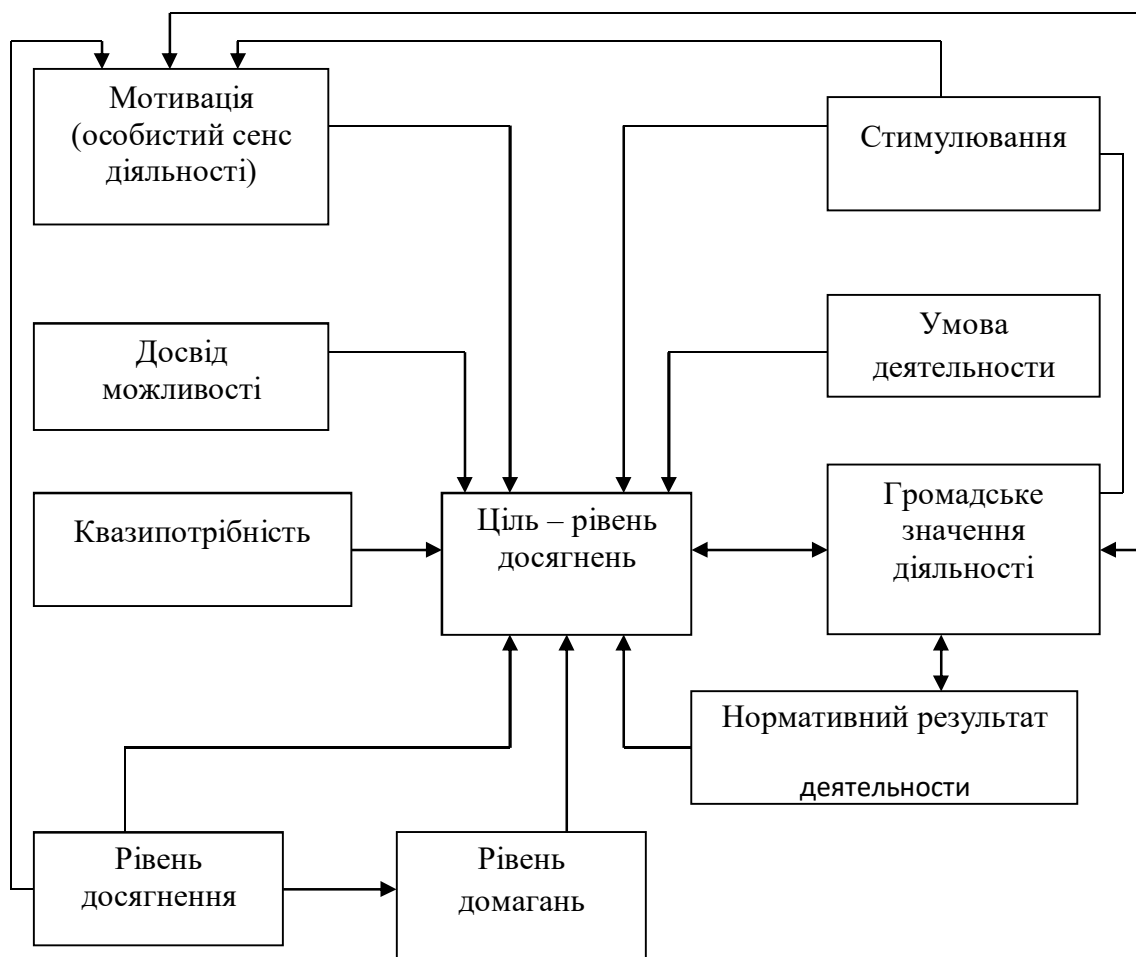 Мотивація
(особистий сенс
діяльності)
Стимулювання
Досвід
можливості
Умова
деятельности
Квазипотрібність
Ціль – рівень
досягнень
Громадське
значення
діяльності
Нормативний результат
деятельности
Рівень
досягнення
Рівень
домагань